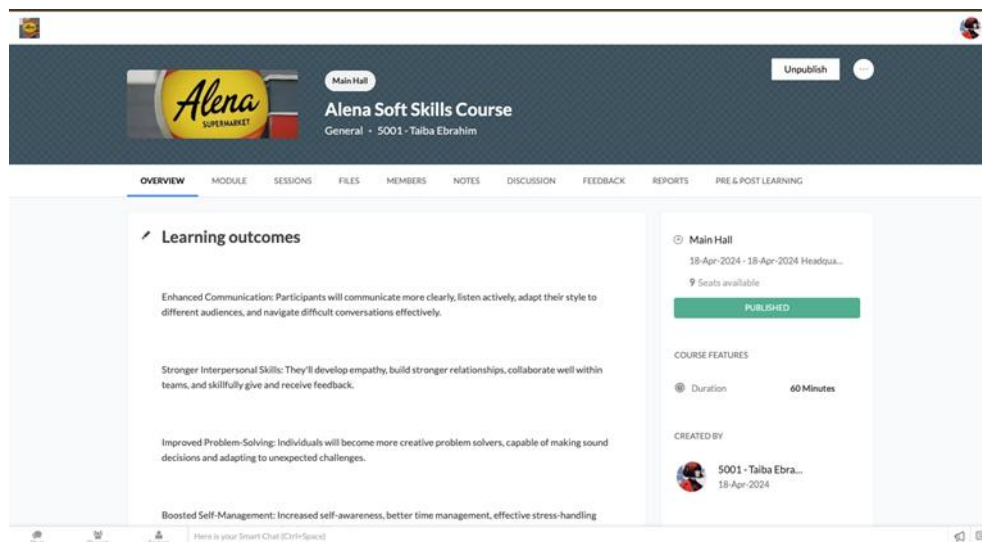 Alena
SUPERMARKET
Main Hall
Unpublish
Alena Soft Skills Course
General • 5001 - Taiba Ebrahim
OVERVIEW MODULE SESSIONS FILES MEMBERS NOTES DISCUSSION FEEDBACK REPORTS PRE & POST LEARNING
Learning outcomes
Enhanced Communication: Participants will communicate more clearly, listen actively, adapt their style to
different audiences, and navigate difficult conversations effectively.
Stronger Interpersonal Skills: They'll develop empathy, build stronger relationships, collaborate well within
teams, and skillfully give and receive feedback.
Improved Problem-Solving: Individuals will become more creative problem solvers, capable of making sound
decisions and adapting to unexpected challenges.
Boosted Self-Management: Increased self-awareness, better time management, effective stress-handling
Main Hall
18-Apr-2024 - 18-Apr-2024 Headqua...
9 Seats available
PUBLISHED
COURSE FEATURES
Duration 60 Minutes
CREATED BY
5001 - Taiba Ebra...
18-Apr-2024
Here is your Smart Chat (Ctrl+Space)